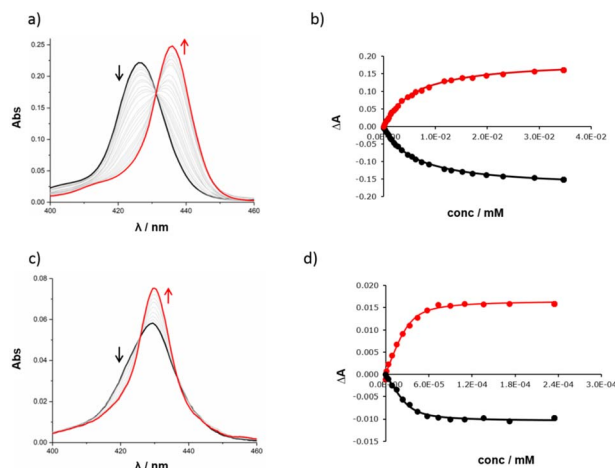 a)
Abs
0.25
0.20
0.15
0.10
0.05
0.00
400 420 440 460
λ / nm
b)
ΔA
0.20
0.15
0.10
0.05
0.00
-0.05
-0.10
-0.15
-0.20
1.0E-02 2.0E-02 3.0E-02 4.0E-02
conc / mM
c)
Abs
0.08
0.06
0.04
0.02
0.00
400 420 440 460
λ / nm
d)
ΔA
0.020
0.015
0.010
0.005
0.000
-0.005
-0.010
-0.015
6.0E-05 1.2E-04 1.8E-04 2.4E-04 3.0E-04
conc / mM